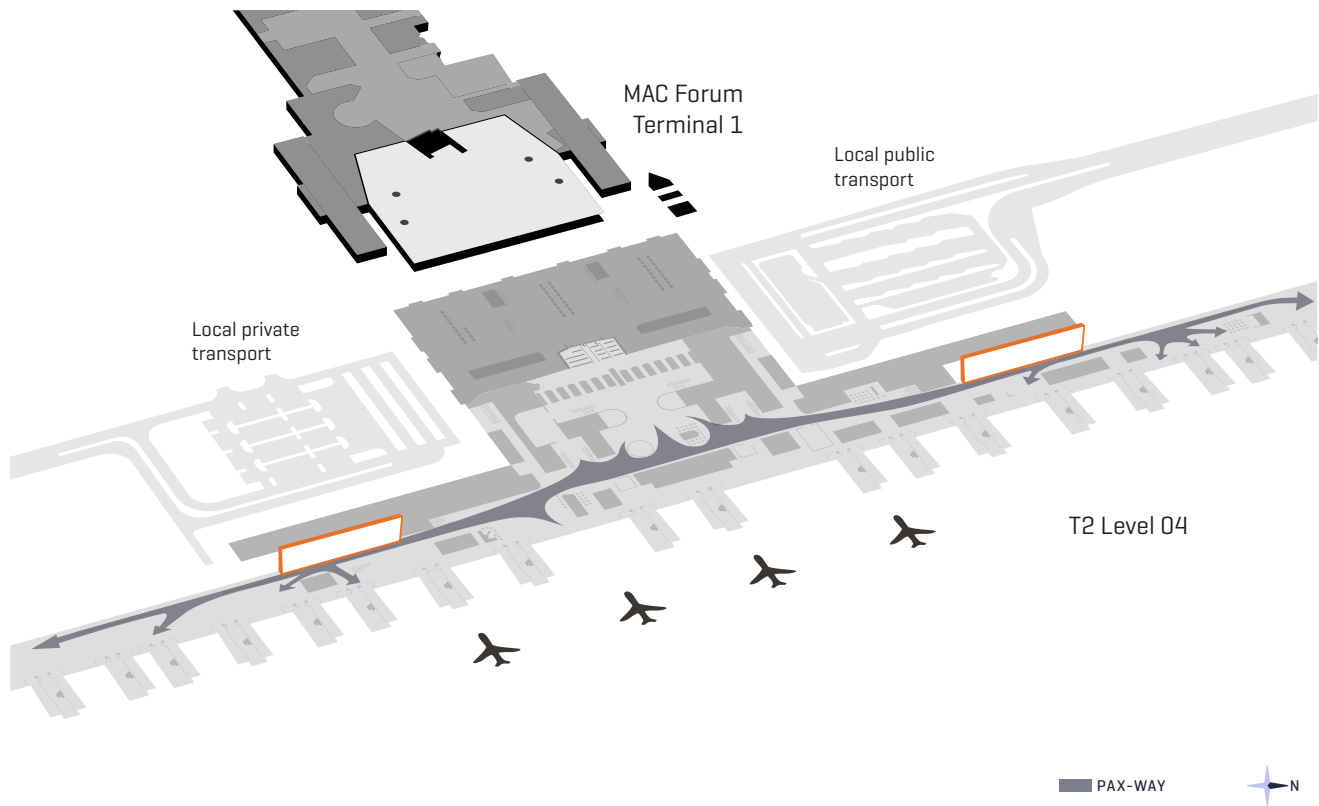 MAC Forum
Terminal 1
Local public
transport
Local private
transport
T2 Level 04
PAX-WAY
N